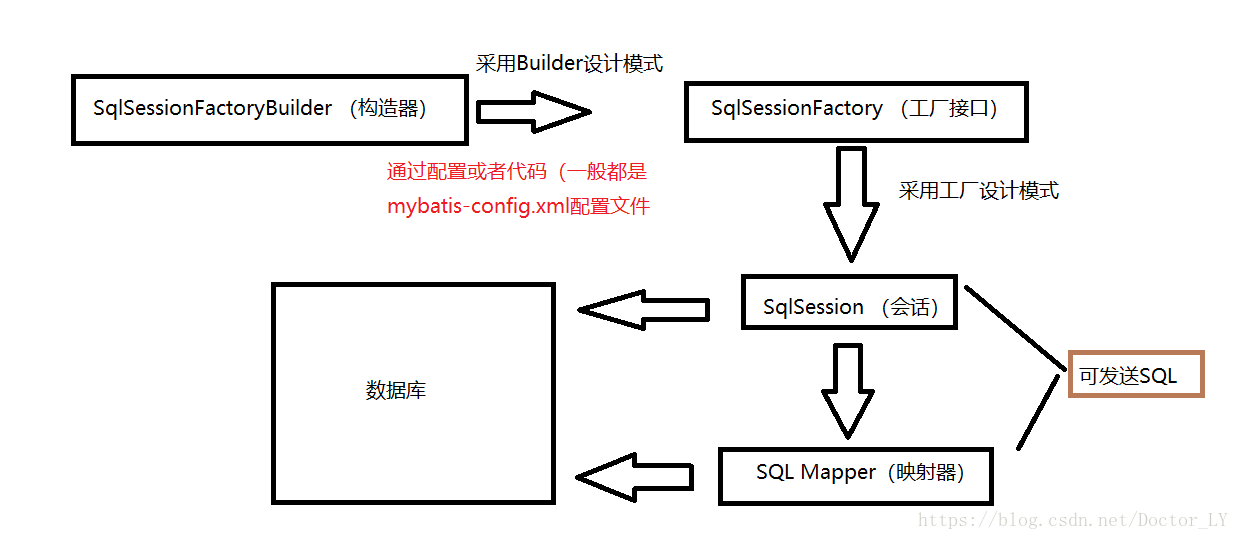 采用Builder设计模式
SqlSessionFactoryBuilder （构造器）
SqlSessionFactory （工厂接口）
通过配置或者代码（一般都是
mybatis-config.xml配置文件
采用工厂设计模式
SqlSession （会话）
可发送SQL
数据库
SQL Mapper（映射器）
https://blog.csdn.net/Doctor_LY